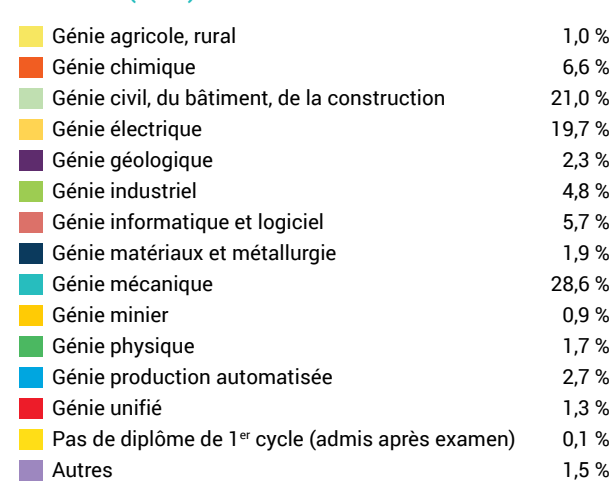 Génie agricole, rural 1,0 %
Génie chimique 6,6 %
Génie civil, du bâtiment, de la construction 21,0 %
Génie électrique 19,7 %
Génie géologique 2,3 %
Génie industriel 4,8 %
Génie informatique et logiciel 5,7 %
Génie matériaux et métallurgie 1,9 %
Génie mécanique 28,6 %
Génie minier 0,9 %
Génie physique 1,7 %
Génie production automatisée 2,7 %
Génie unifié 1,3 %
Pas de diplôme de 1er cycle (admis après examen) 0,1 %
Autres 1,5 %